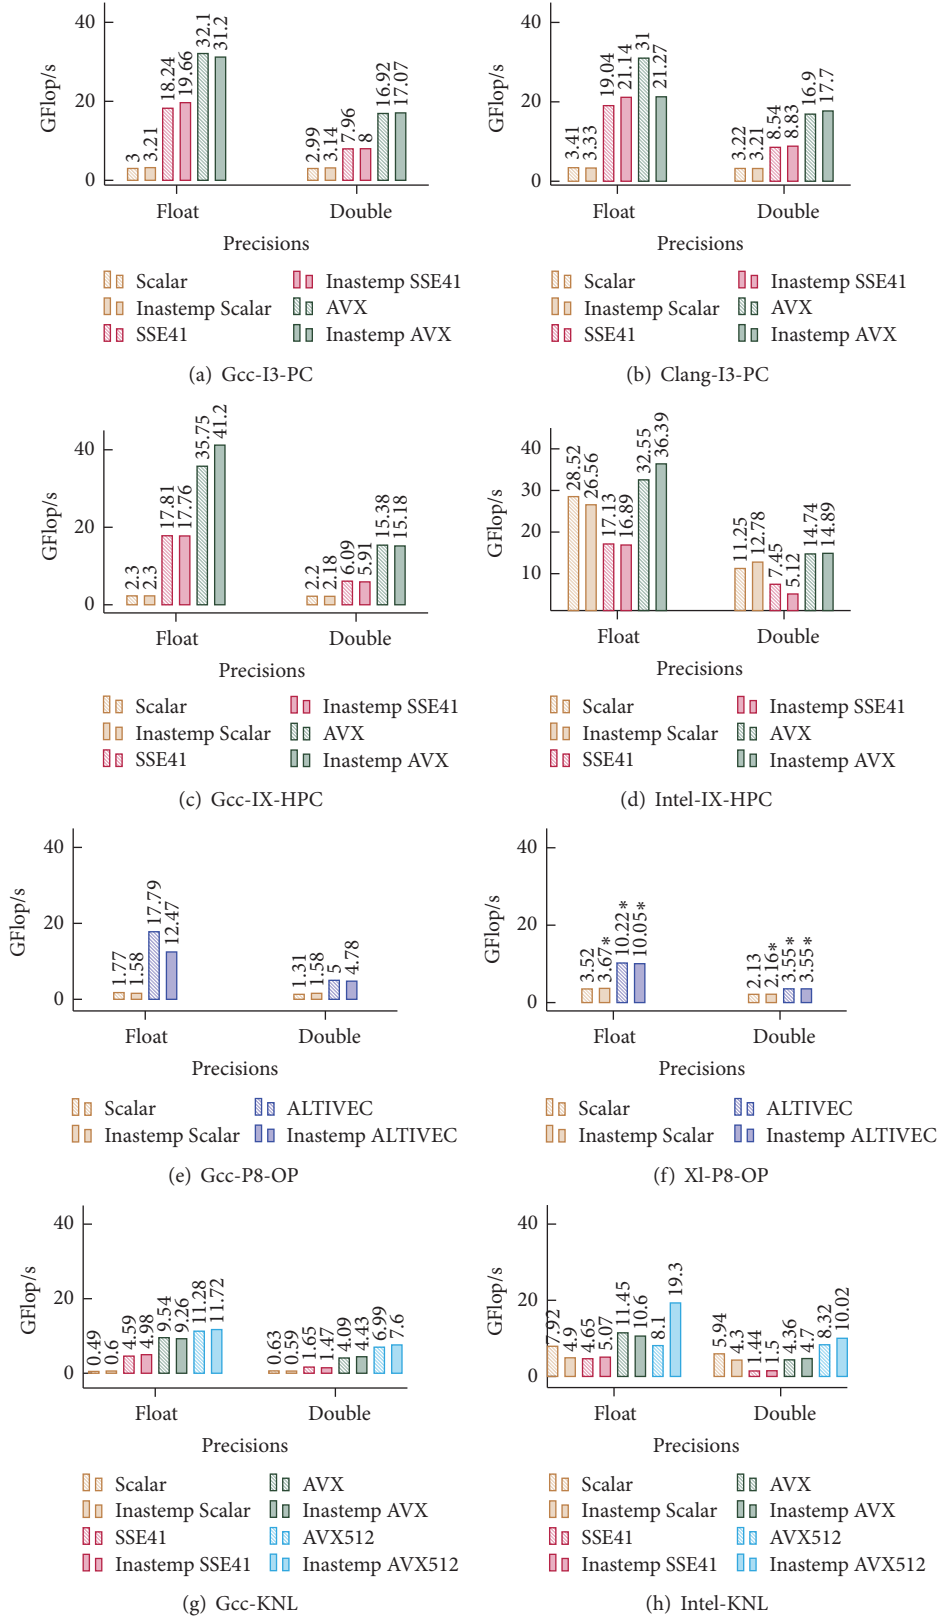 40
20
0
GFlop/s
3
3.21
18.24
19.66
32.1
31.2
2.99
3.14
7.96
8
16.92
17.07
Float
Double
Precisions
Scalar
Inastemp Scalar
SSE41
Inastemp SSE41
AVX
Inastemp AVX
(a) Gcc-I3-PC
40
20
0
GFlop/s
3.41
3.33
19.04
21.14
31
21.27
3.22
3.21
8.54
8.83
16.9
17.7
Float
Double
Precisions
Scalar
Inastemp Scalar
SSE41
Inastemp SSE41
AVX
Inastemp AVX
(b) Clang-I3-PC
40
20
0
GFlop/s
2.3
2.3
17.81
17.76
35.75
41.2
2.2
2.18
6.09
5.91
15.38
15.18
Float
Double
Precisions
Scalar
Inastemp Scalar
SSE41
Inastemp SSE41
AVX
Inastemp AVX
(c) Gcc-IX-HPC
40
30
20
10
GFlop/s
28.52
26.56
17.13
16.89
32.55
36.39
11.25
12.78
7.45
5.12
14.74
14.89
Float
Double
Precisions
Scalar
Inastemp Scalar
SSE41
Inastemp SSE41
AVX
Inastemp AVX
(d) Intel-IX-HPC
40
20
0
GFlop/s
1.77
1.58
17.79
12.47
1.31
1.58
5
4.78
Float
Double
Precisions
Scalar
Inastemp Scalar
ALTIVEC
Inastemp ALTIVEC
(e) Gcc-P8-OP
40
20
0
GFlop/s
3.52
3.67*
10.22*
10.05*
2.13
2.16*
3.55*
3.55*
Float
Double
Precisions
Scalar
Inastemp Scalar
ALTIVEC
Inastemp ALTIVEC
(f) Xl-P8-OP
40
20
0
GFlop/s
0.49
0.6
4.59
4.98
9.54
9.26
11.28
11.72
0.63
0.59
1.65
1.47
4.09
4.43
6.99
7.6
Float
Double
Precisions
Scalar
Inastemp Scalar
SSE41
Inastemp SSE41
AVX
Inastemp AVX
AVX512
Inastemp AVX512
(g) Gcc-KNL
40
20
0
GFlop/s
7.92
4.9
4.65
5.07
11.45
10.6
8.1
19.3
5.94
4.3
1.44
1.5
4.36
4.7
8.32
10.02
Float
Double
Precisions
Scalar
Inastemp Scalar
SSE41
Inastemp SSE41
AVX
Inastemp AVX
AVX512
Inastemp AVX512
(h) Intel-KNL